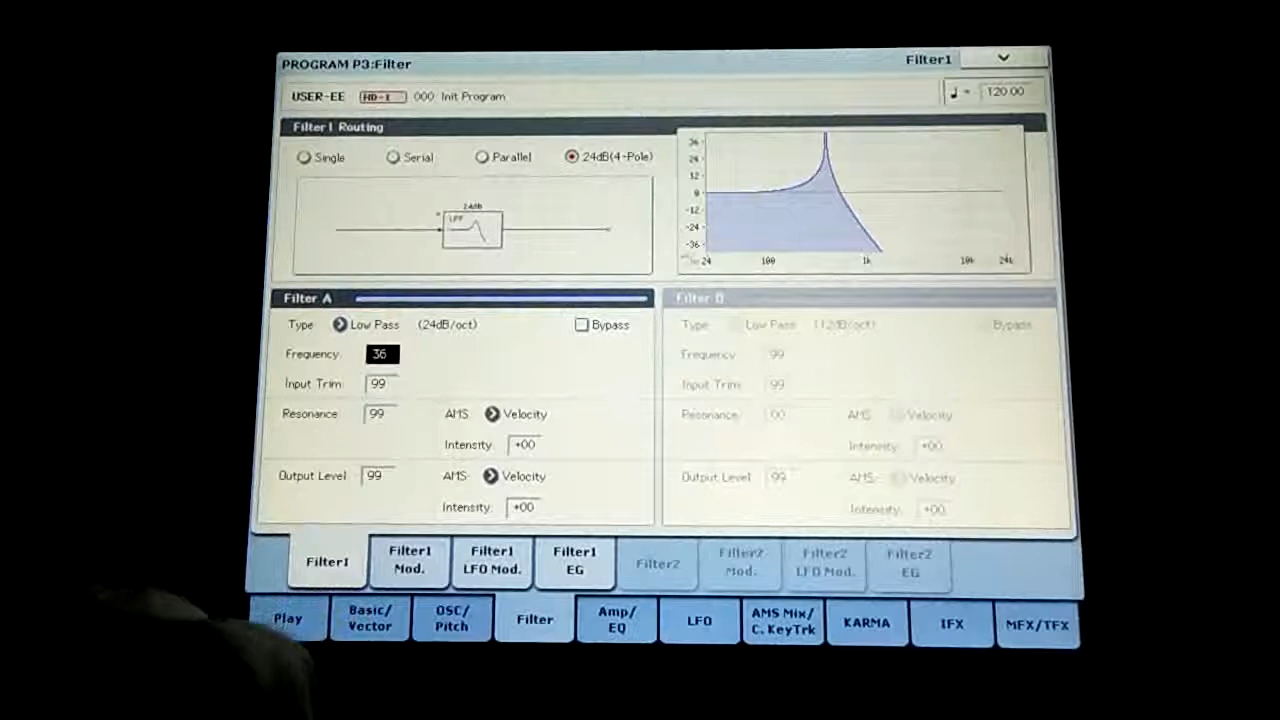 PROGRAM P3:Filter Filter1
USER-EE HD-1 000 Init Program ♩= 120.00
Filter1 Routing
Single Serial Parallel 24dB(4-Pole)
24dB
LPF
36
24
12
0
-12
-24
-36
24 100 1k 10k 24k
Filter A Filter B
Type Low Pass (24dB/oct) Bypass Type Low Pass (12dB/oct) Bypass
Frequency 36 Frequency 99
Input Trim 99 Input Trim 99
Resonance 99 AMS: Velocity Resonance 00 AMS: Velocity
Intensity: +00 Intensity: +00
Output Level 99 AMS: Velocity Output Level 99 AMS: Velocity
Intensity: +00 Intensity: +00
Filter1 Filter1 Mod. Filter1 LFO Mod. Filter1 EG Filter2 Filter2 Mod. Filter2 LFO Mod. Filter2 EG
Play Basic/ Vector OSC/ Pitch Filter Amp/ EQ LFO AMS Mix/ C. KeyTrk KARMA IFX MFX/TFX